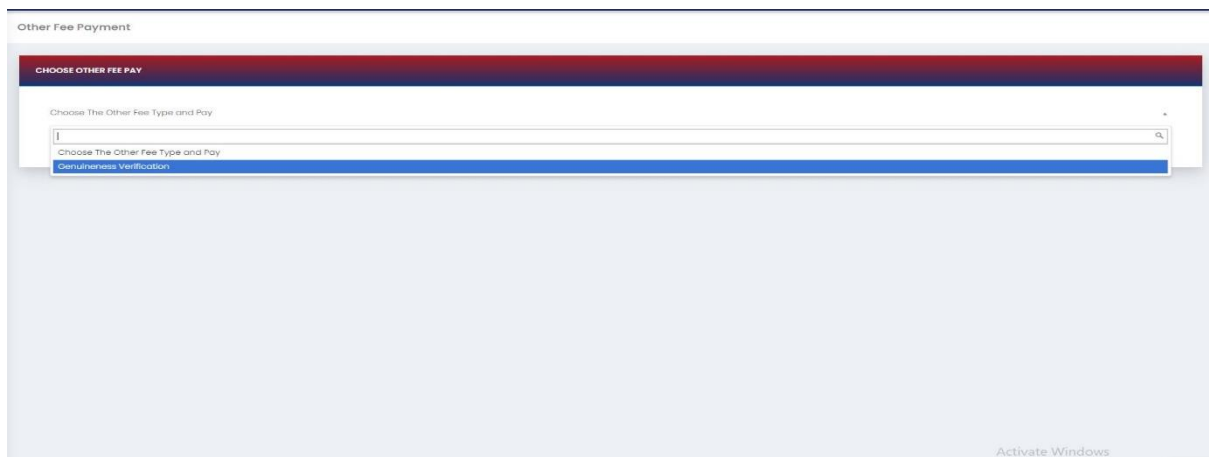 Other Fee Payment
CHOOSE OTHER FEE PAY
Choose The Other Fee Type and Pay
Choose The Other Fee Type and Pay
Genuineness Verification
Activate Windows